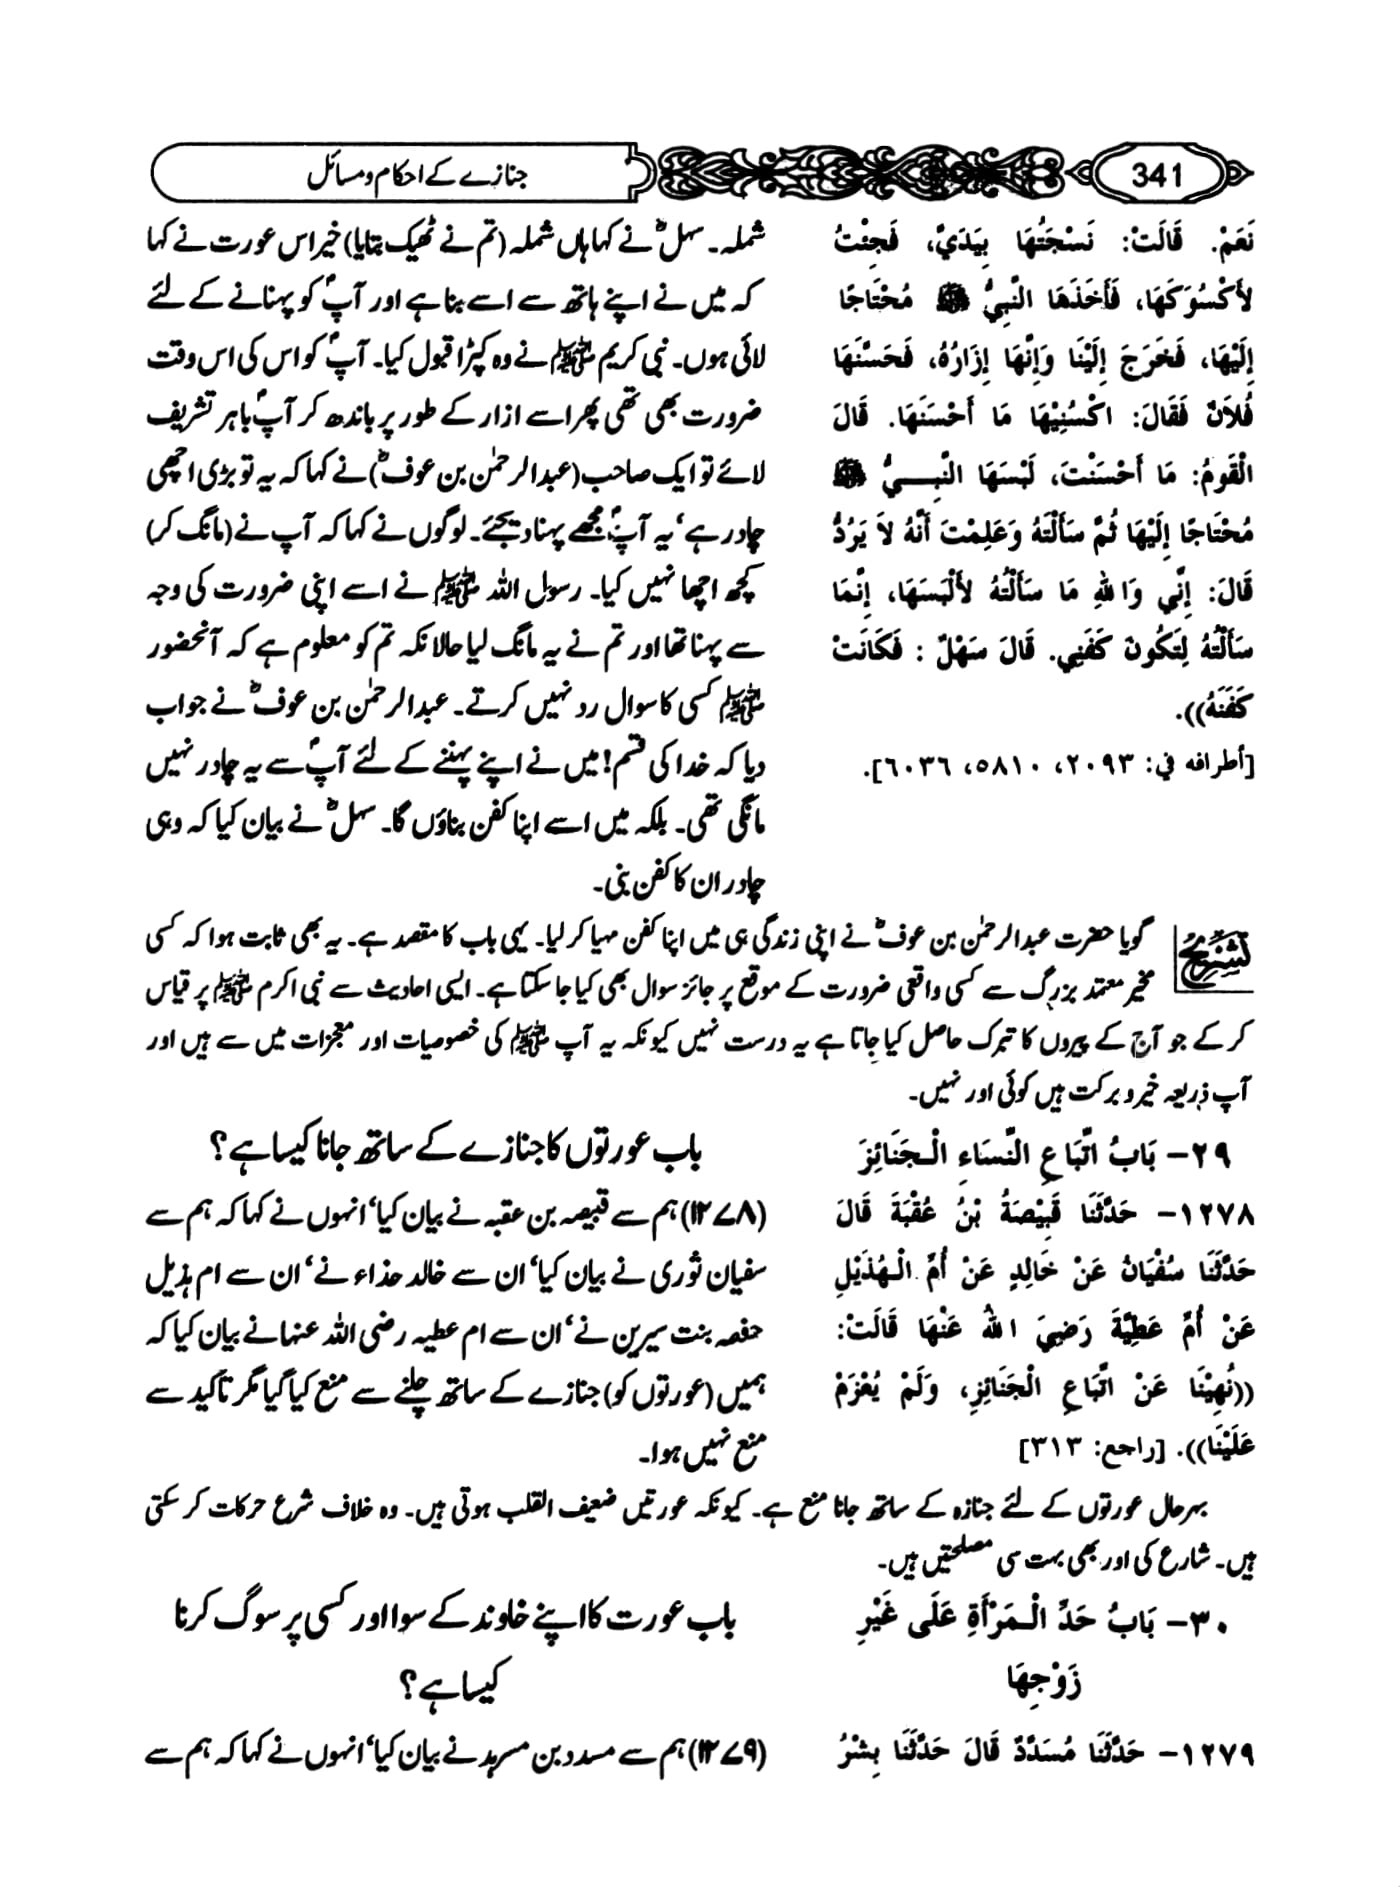 341
جنازے کے احکام و مسائل
نَعَمْ. قَالَتْ: نَسَجْتُهَا بِيَدَيَّ، فَجِئْتُ
لأَكْسُوَكَهَا، فَأَخَذَهَا النَّبِيُّ ﷺ مُحْتَاجًا
إِلَيْهَا، فَخَرَجَ إِلَيْنَا وَإِنَّهَا إِزَارُهُ، فَحَسَّنَهَا
فُلاَنٌ فَقَالَ: اكْسُنِيْهَا مَا أَحْسَنَهَا. قَالَ
الْقَومُ: مَا أَحْسَنْتَ، لَبِسَهَا النَّبِـيُّ ﷺ
مُحْتَاجًا إِلَيْهَا ثُمَّ سَأَلْتَهُ وَعَلِمْتَ أَنَّهُ لاَ يَرُدُّ
قَالَ: إِنِّي وَاللهِ مَا سَأَلْتُهُ لأَلْبَسَهَا، إِنَّمَا
سَأَلْتُهُ لِتَكُونَ كَفَنِي. قَالَ سَهْلٌ : فَكَانَتْ
كَفَنَهُ)).
[أطرافه في: ٢٠٩٣، ٥٨١٠، ٦٠٣٦].
شملہ۔ سہلؓ نے کہا ہاں شملہ (تم نے ٹھیک بتایا) خیر اس عورت نے کہا
کہ میں نے اپنے ہاتھ سے اسے بنا ہے اور آپؐ کو پہنانے کے لئے
لائی ہوں۔ نبی کریم ﷺ نے وہ کپڑا قبول کیا۔ آپؐ کو اس کی اس وقت
ضرورت بھی تھی پھر اسے ازار کے طور پر باندھ کر آپؐ باہر تشریف
لائے تو ایک صاحب (عبدالرحمٰن بن عوفؓ) نے کہا کہ یہ تو بڑی اچھی
چادر ہے‘ یہ آپؐ مجھے پہنا دیجئے۔ لوگوں نے کہا کہ آپ نے (مانگ کر)
کچھ اچھا نہیں کیا۔ رسول اللہ ﷺ نے اسے اپنی ضرورت کی وجہ
سے پہنا تھا اور تم نے یہ مانگ لیا حالانکہ تم کو معلوم ہے کہ آنحضور
ﷺ کسی کا سوال رد نہیں کرتے۔ عبدالرحمٰن بن عوفؓ نے جواب
دیا کہ خدا کی قسم! میں نے اپنے پہننے کے لئے آپؐ سے یہ چادر نہیں
مانگی تھی۔ بلکہ میں اسے اپنا کفن بناؤں گا۔ سہلؓ نے بیان کیا کہ وہی
چادر ان کا کفن بنی۔
تشریح گویا حضرت عبدالرحمٰن بن عوفؓ نے اپنی زندگی ہی میں اپنا کفن مہیا کر لیا۔ یہی باب کا مقصد ہے۔ یہ بھی ثابت ہوا کہ کسی
مخیر معتمد بزرگ سے کسی واقعی ضرورت کے موقع پر جائز سوال بھی کیا جا سکتا ہے۔ ایسی احادیث سے نبی اکرم ﷺ پر قیاس
کر کے جو آج کے پیروں کا تبرک حاصل کیا جاتا ہے یہ درست نہیں کیونکہ یہ آپ ﷺ کی خصوصیات اور معجزات میں سے ہیں اور
آپ ذریعہ خیر و برکت ہیں کوئی اور نہیں۔
٢٩- بَابُ اتِّبَاعِ النِّسَاءِ الْـجَنَائِزَ
باب عورتوں کا جنازے کے ساتھ جانا کیسا ہے؟
١٢٧٨- حَدَّثَنَا قَبِيْصَةُ بْنُ عُقْبَةَ قَالَ
حَدَّثَنَا سُفْيَانُ عَنْ خَالِدٍ عَنْ أُمِّ الْـهُذَيْلِ
عَنْ أُمِّ عَطِيَّةَ رَضِيَ اللهُ عَنْهَا قَالَتْ:
((نُهِيْنَا عَنْ اتِّبَاعِ الْجَنَائِزِ، وَلَمْ يُعْزَمْ
عَلَيْنَا)). [راجع: ٣١٣]
(۱۲۷۸) ہم سے قبیصہ بن عقبہ نے بیان کیا‘ انہوں نے کہا کہ ہم سے
سفیان ثوری نے بیان کیا‘ ان سے خالد حذاء نے‘ ان سے ام ہذیل
حفصہ بنت سیرین نے‘ ان سے ام عطیہ رضی اللہ عنہا نے بیان کیا کہ
ہمیں (عورتوں کو) جنازے کے ساتھ چلنے سے منع کیا گیا مگر تاکید سے
منع نہیں ہوا۔
بہرحال عورتوں کے لئے جنازہ کے ساتھ جانا منع ہے۔ کیونکہ عورتیں ضعیف القلب ہوتی ہیں۔ وہ خلاف شرع حرکات کر سکتی
ہیں۔ شارع کی اور بھی بہت سی مصلحتیں ہیں۔
٣٠- بَابُ حَدِّ الْـمَرْأَةِ عَلَى غَيْرِ
زَوْجِهَا
باب عورت کا اپنے خاوند کے سوا اور کسی پر سوگ کرنا
کیسا ہے؟
١٢٧٩- حَدَّثَنَا مُسَدَّدٌ قَالَ حَدَّثَنَا بِشْرُ
(۱۲۷۹) ہم سے مسدد بن مسرہد نے بیان کیا‘ انہوں نے کہا کہ ہم سے